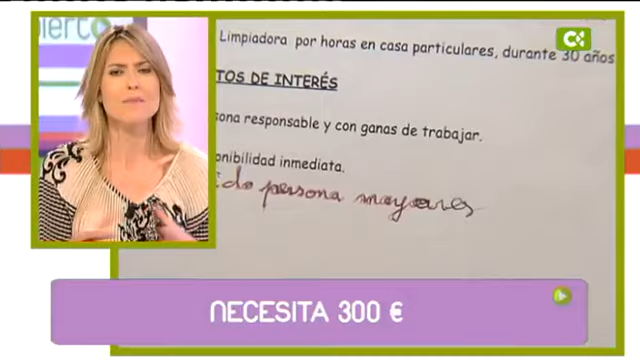 Limpiadora por horas en casa particulares, durante 30 años
TOS DE INTERÉS
sona responsable y con ganas de trabajar.
onibilidad inmediata.
do persona mayores
NECESITA 300 €